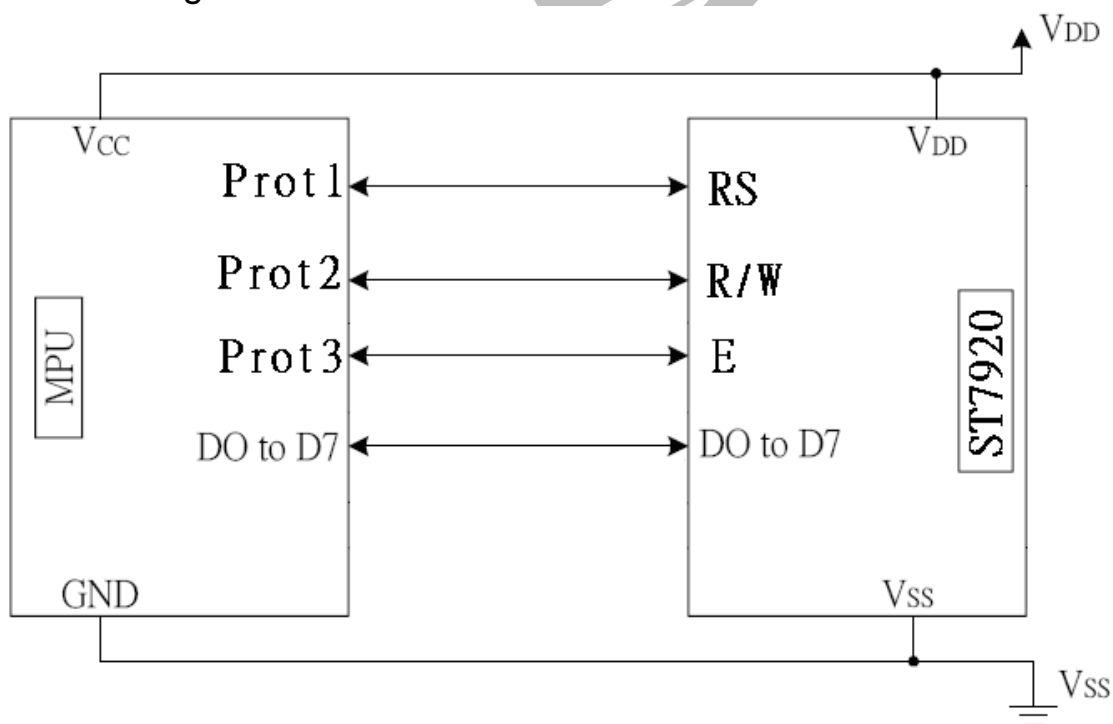 VDD
VCC
VDD
Prot1
RS
Prot2
R/W
MPU
Prot3
E
ST7920
DO to D7
DO to D7
GND
VSS
VSS